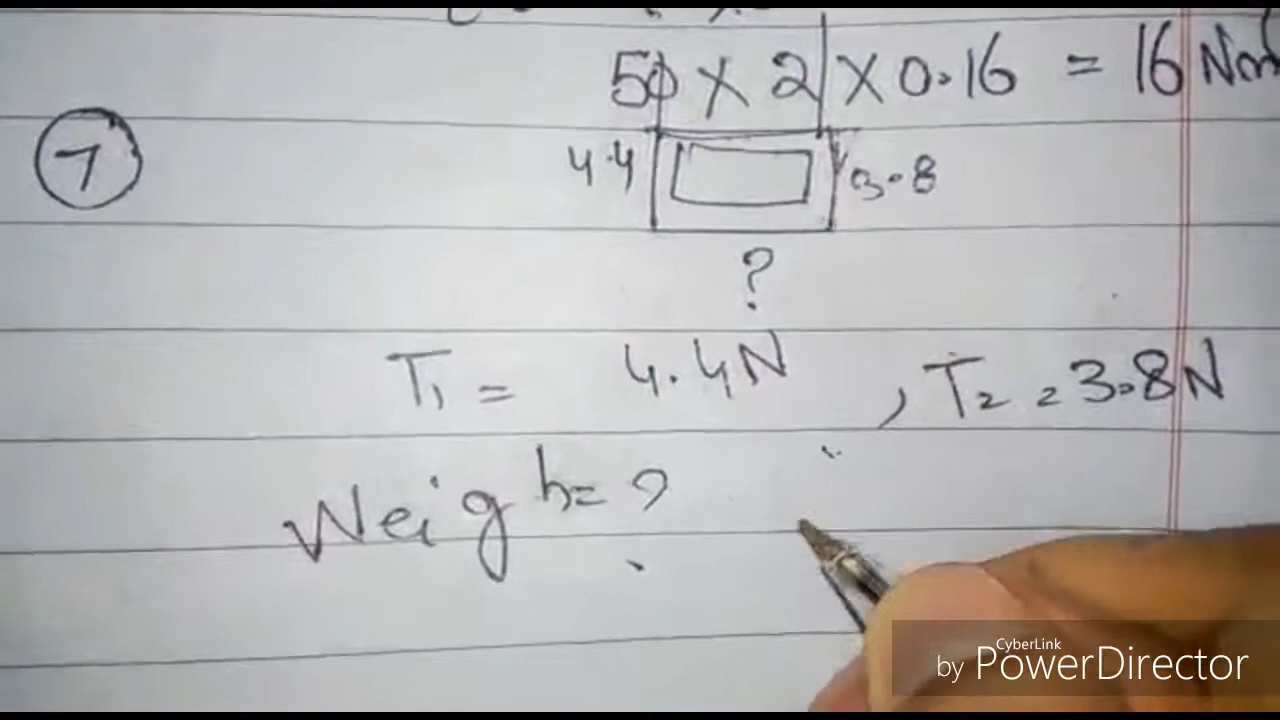 50 X 2 X 0.16 = 16 Nm
7
4.4
3.8
?
T₁ = 4.4N , T₂ = 3.8N
Weigh = ?
CyberLink
by PowerDirector